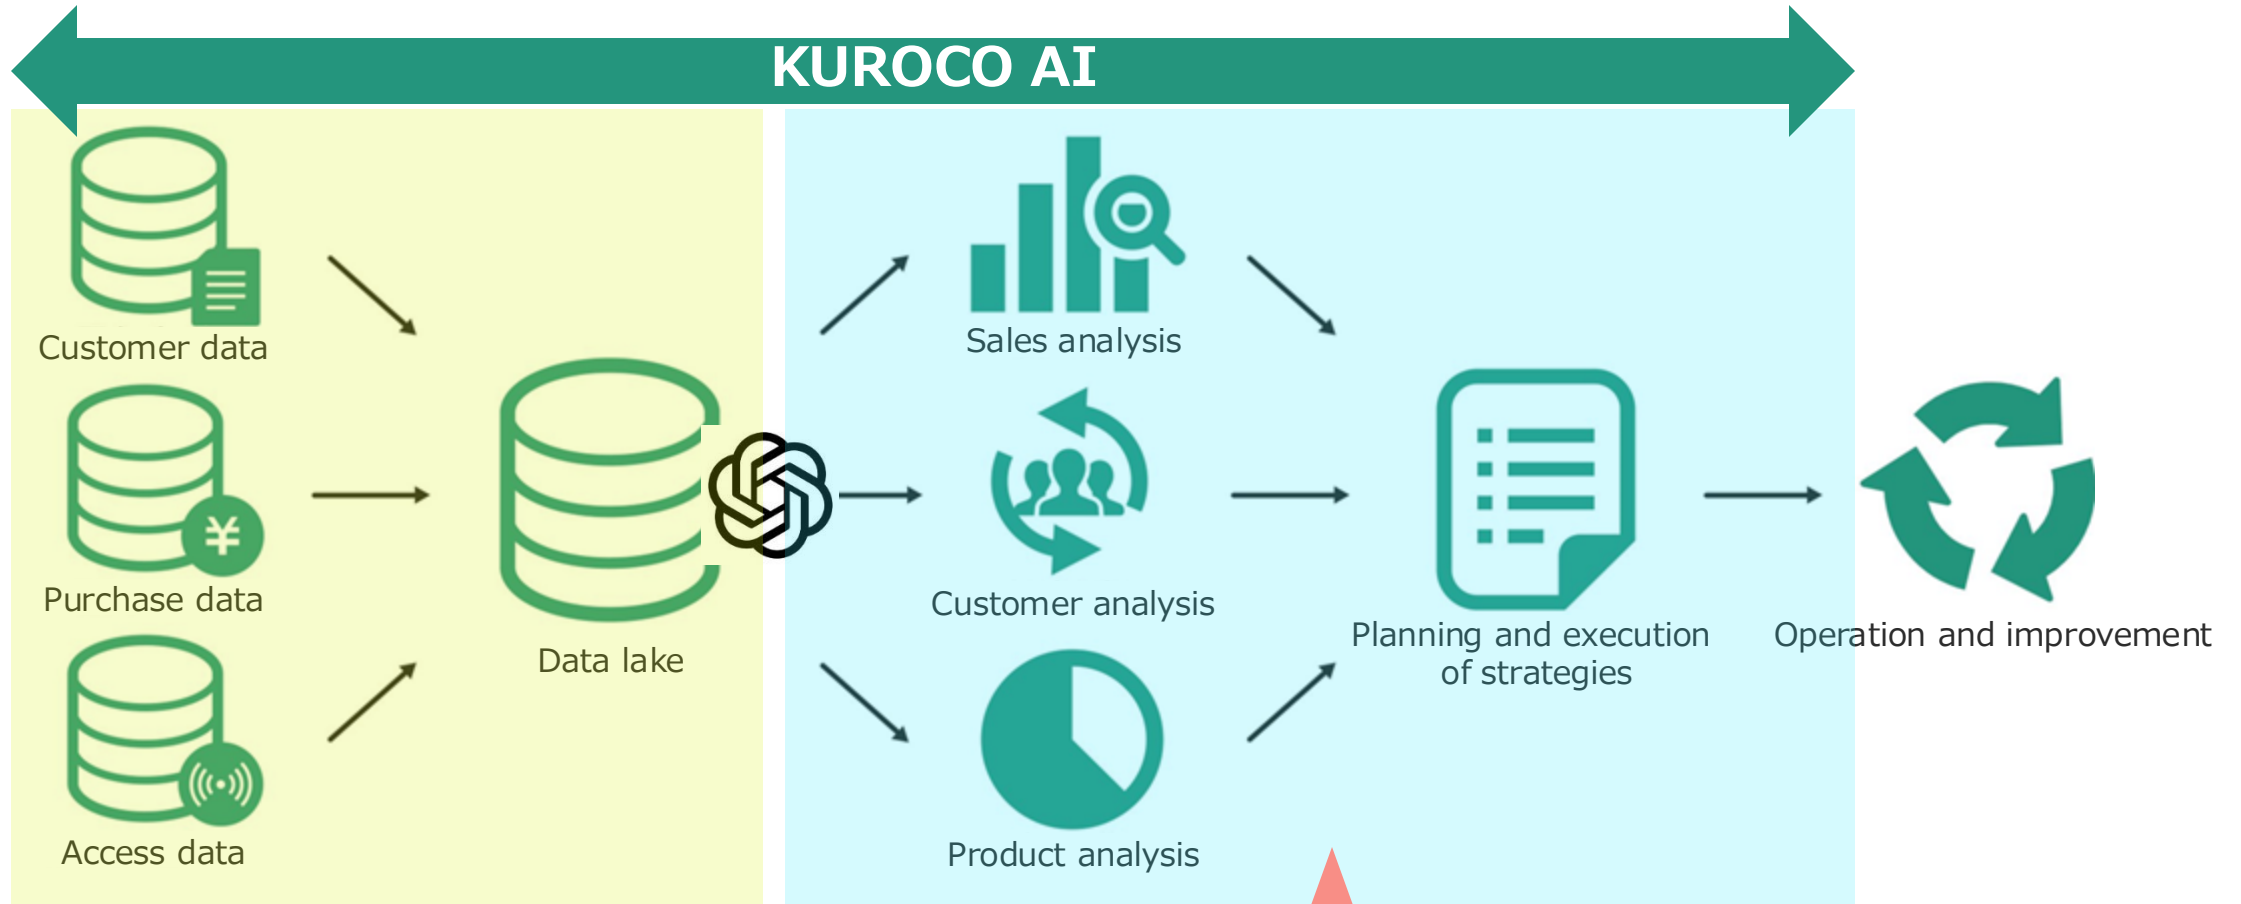 KUROCO AI
Customer data
Purchase data
¥
Access data
Data lake
Sales analysis
Customer analysis
Product analysis
Planning and execution
of strategies
Operation and improvement